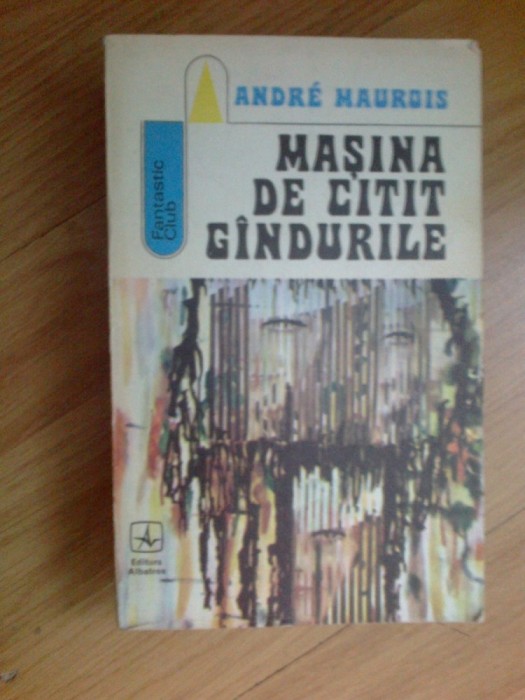 ANDRÉ MAUROIS
MAȘINA
DE CITIT
GÎNDURILE
Fantastic
Club
Editura
Albatros